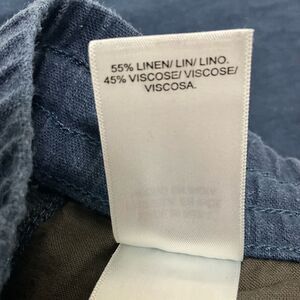 55% LINEN/ LIN/ LINO.
45% VISCOSE/ VISCOSE/
VISCOSA.